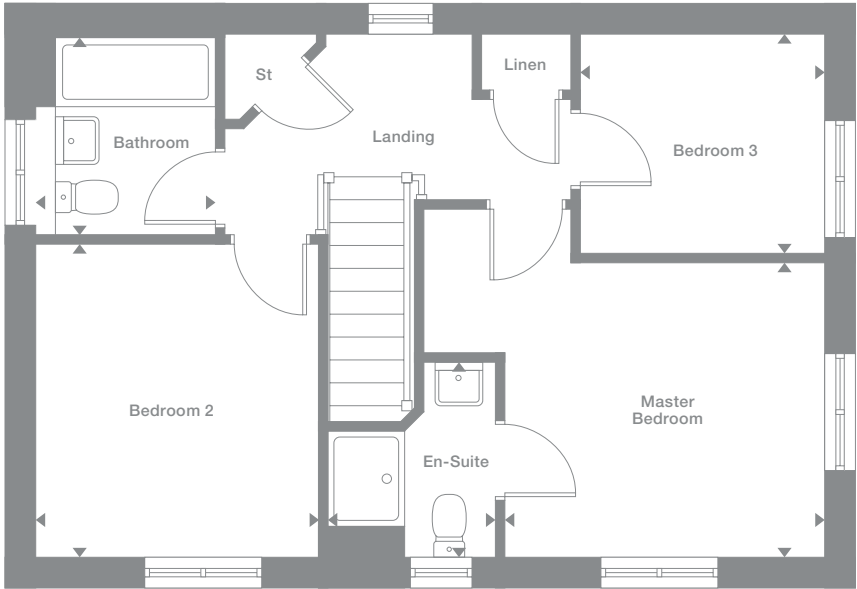 St
Linen
Bathroom
Landing
Bedroom 3
Bedroom 2
Master
Bedroom
En-Suite